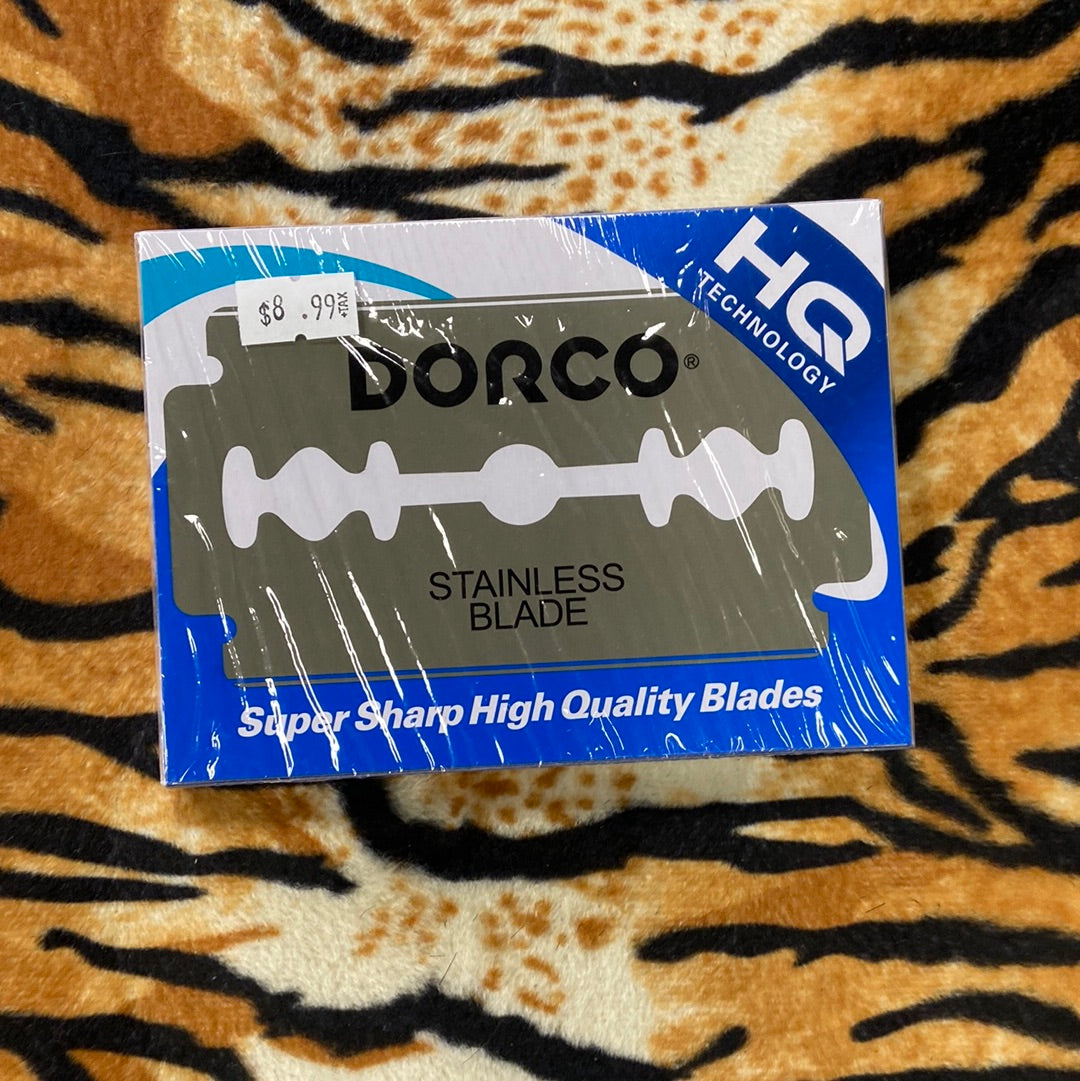 HQ
TECHNOLOGY
$8 .99 +TAX
DORCO®
STAINLESS
BLADE
Super Sharp High Quality Blades